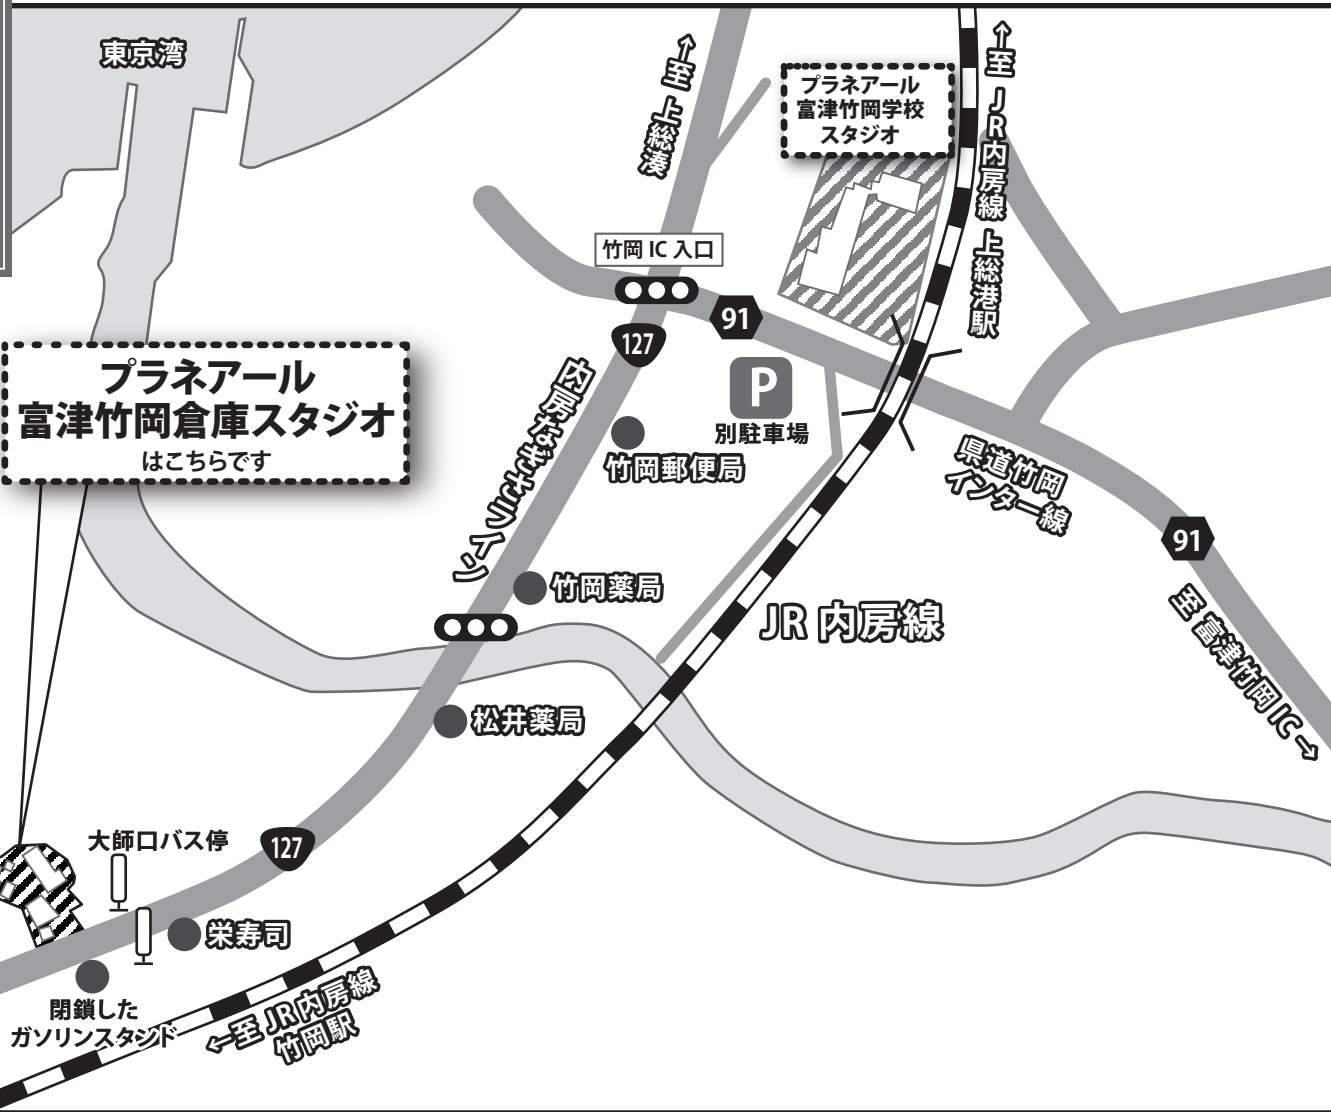 東京湾
←至 上総湊
プラネアール
富津竹岡学校
スタジオ
←至 JR内房線 上総港駅
竹岡 IC 入口
91
127
プラネアール
富津竹岡倉庫スタジオ
はこちらです
P
別駐車場
内房なぎさライン
竹岡郵便局
県道竹岡
インター線
91
竹岡薬局
JR 内房線
至 富津竹岡IC→
松井薬局
大師口バス停
127
栄寿司
閉鎖した
ガソリンスタンド
←至 JR内房線
竹岡駅